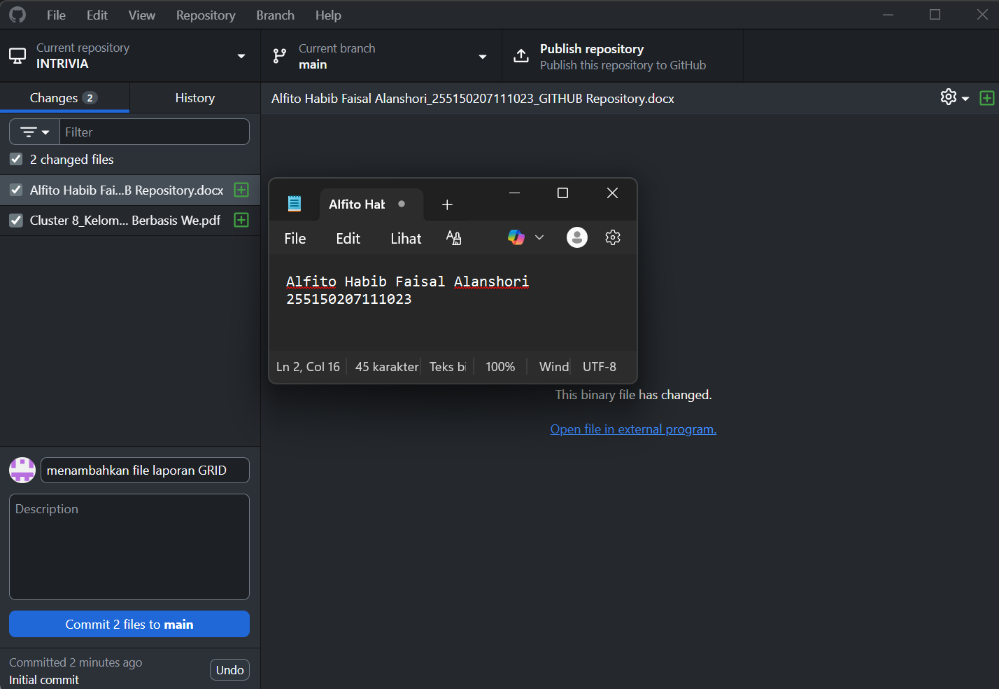 File Edit View Repository Branch Help
Current repository
INTRIVIA
Current branch
main
Publish repository
Publish this repository to GitHub
Changes 2
History
Alfito Habib Faisal Alanshori_255150207111023_GITHUB Repository.docx
Filter
2 changed files
Alfito Habib Fai...B Repository.docx
Cluster 8_Kelom... Berbasis We.pdf
Alfito Hab
File Edit Lihat
Alfito Habib Faisal Alanshori
255150207111023
Ln 2, Col 16 45 karakter Teks bi 100% Wind UTF-8
This binary file has changed.
Open file in external program.
menambahkan file laporan GRID
Description
Commit 2 files to main
Committed 2 minutes ago
Initial commit
Undo